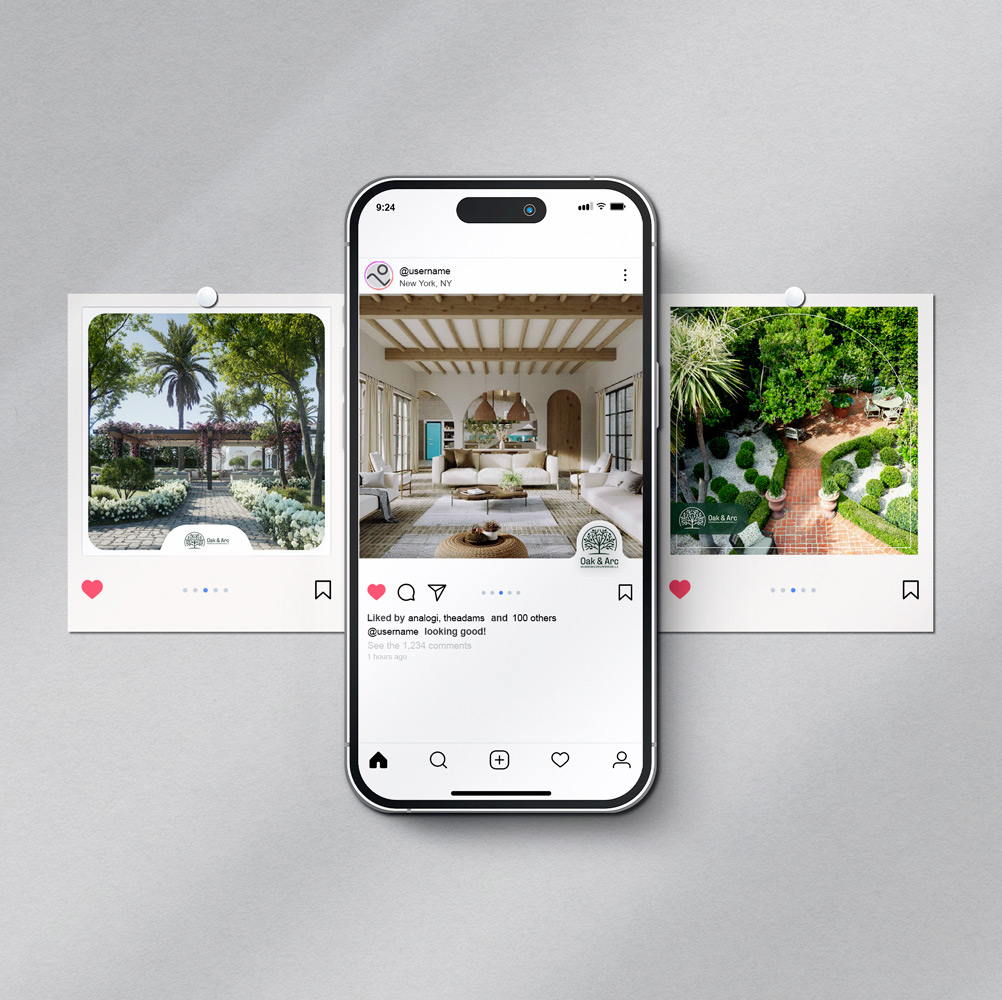 9:24
@username
New York, NY
Oak & Arc
Oak & Arc
Oak & Arc
Liked by analogi, theadams and 100 others
@username looking good!
See the 1,234 comments
1 hours ago